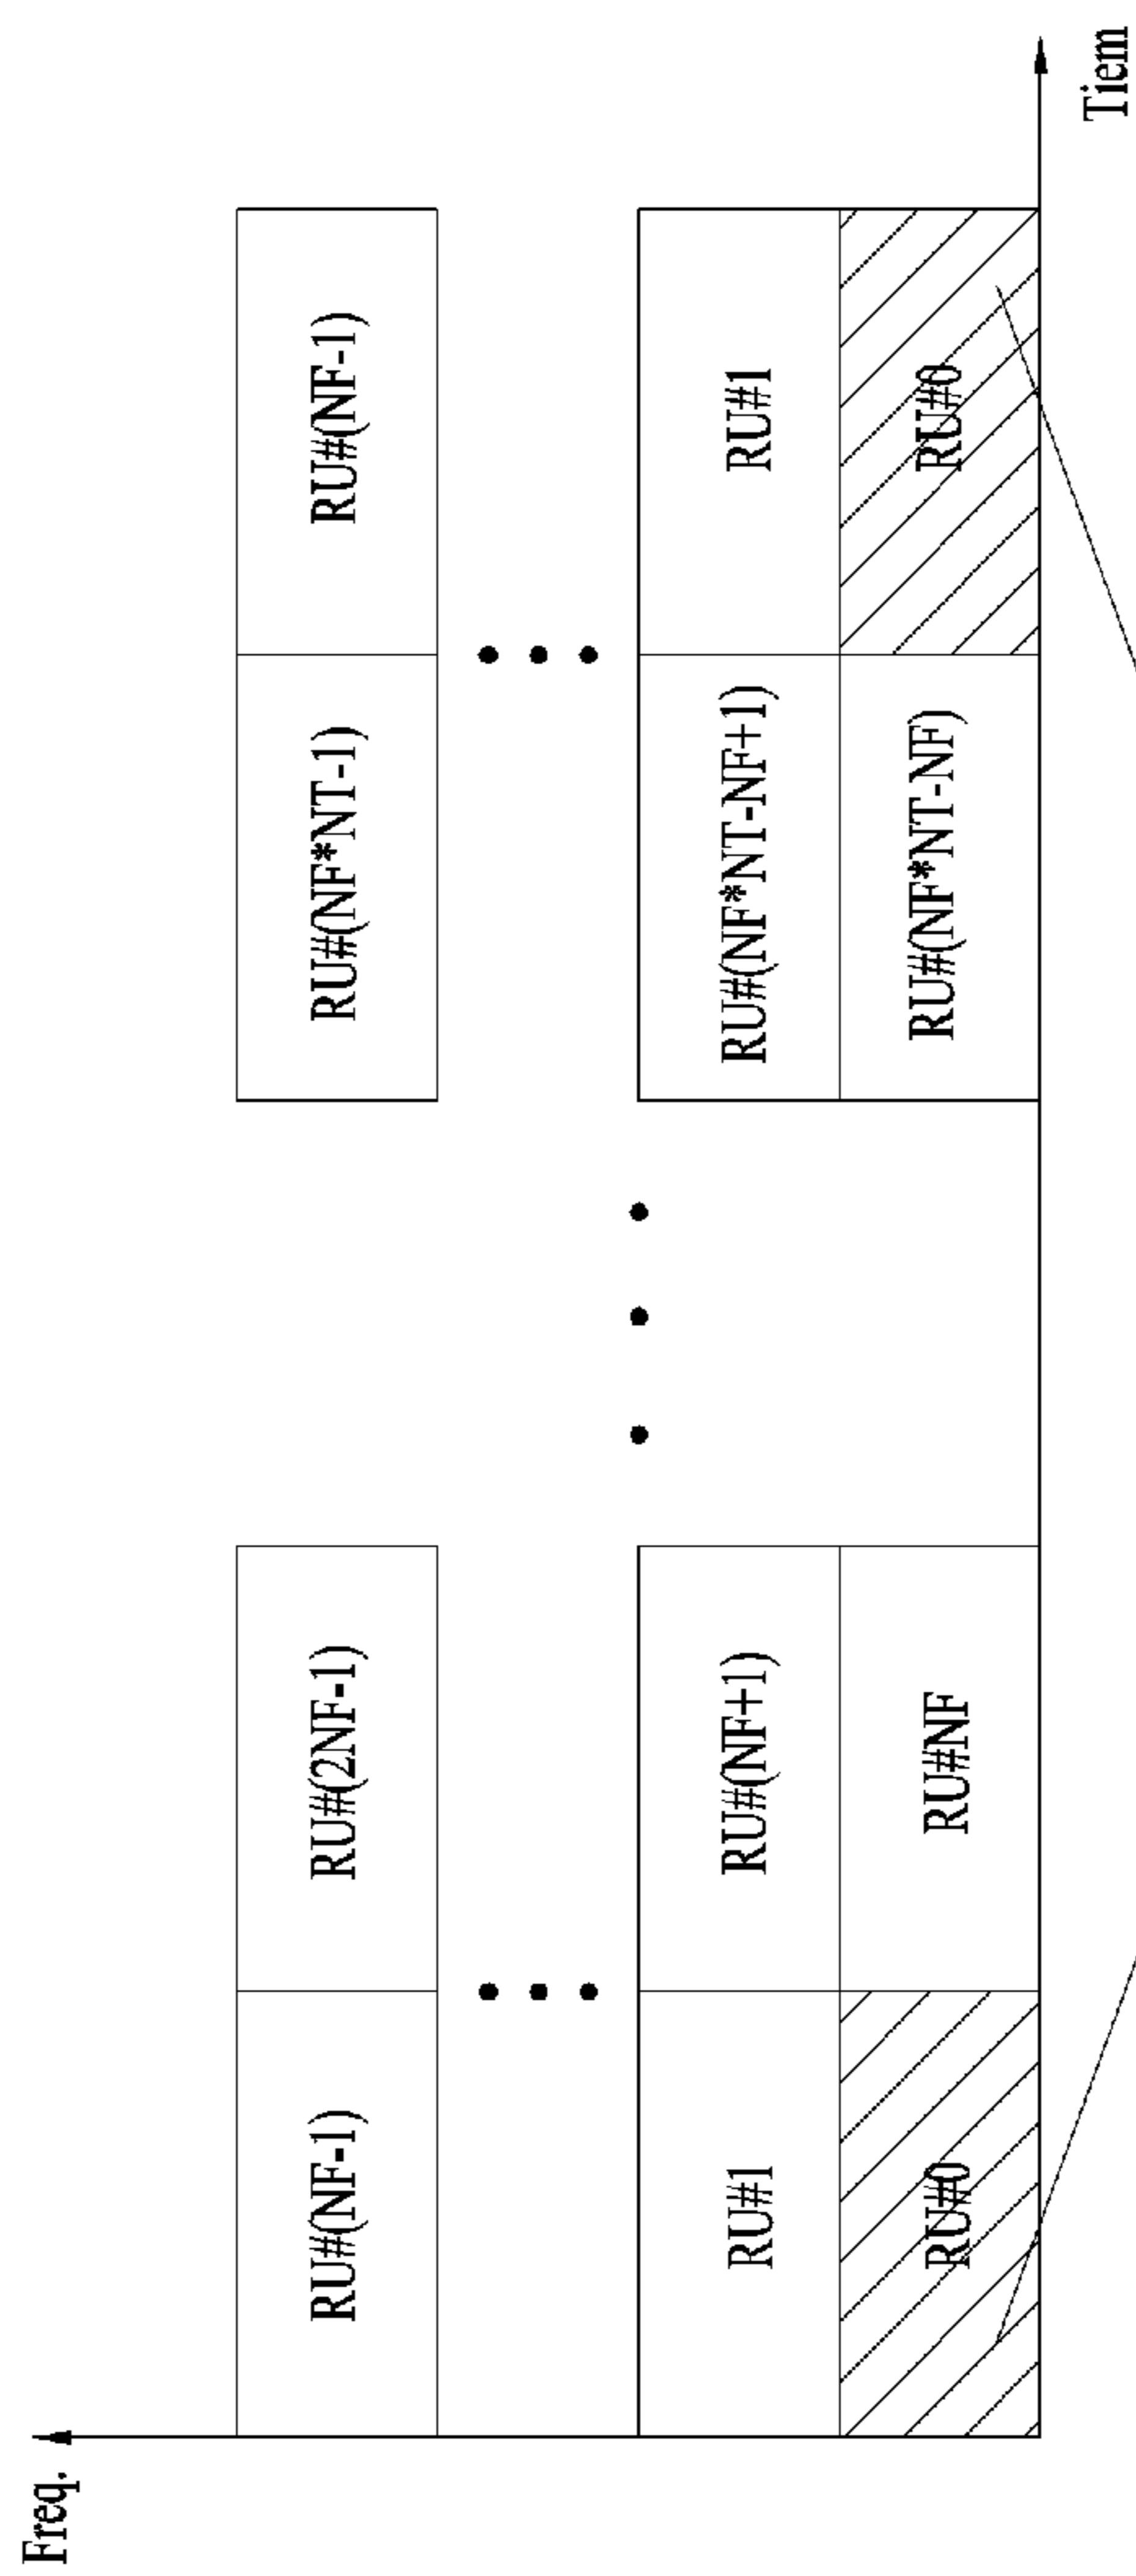 Freq.
RU#(NF-1)
RU#(2NF-1)
RU#(NF*NT-1)
RU#(NF-1)
RU#1
RU#(NF+1)
RU#(NF*NT-NF+1)
RU#1
RU#0
RU#NF
RU#(NF*NT-NF)
RU#0
Tiem